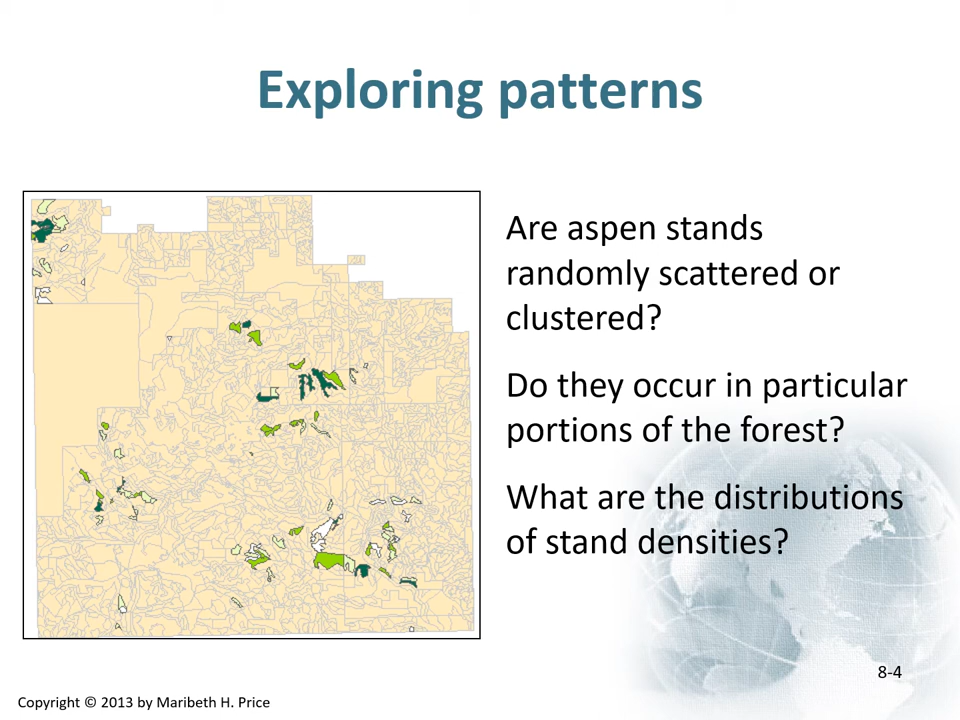 Exploring patterns
Are aspen stands
randomly scattered or
clustered?
Do they occur in particular
portions of the forest?
What are the distributions
of stand densities?
8-4
Copyright © 2013 by Maribeth H. Price